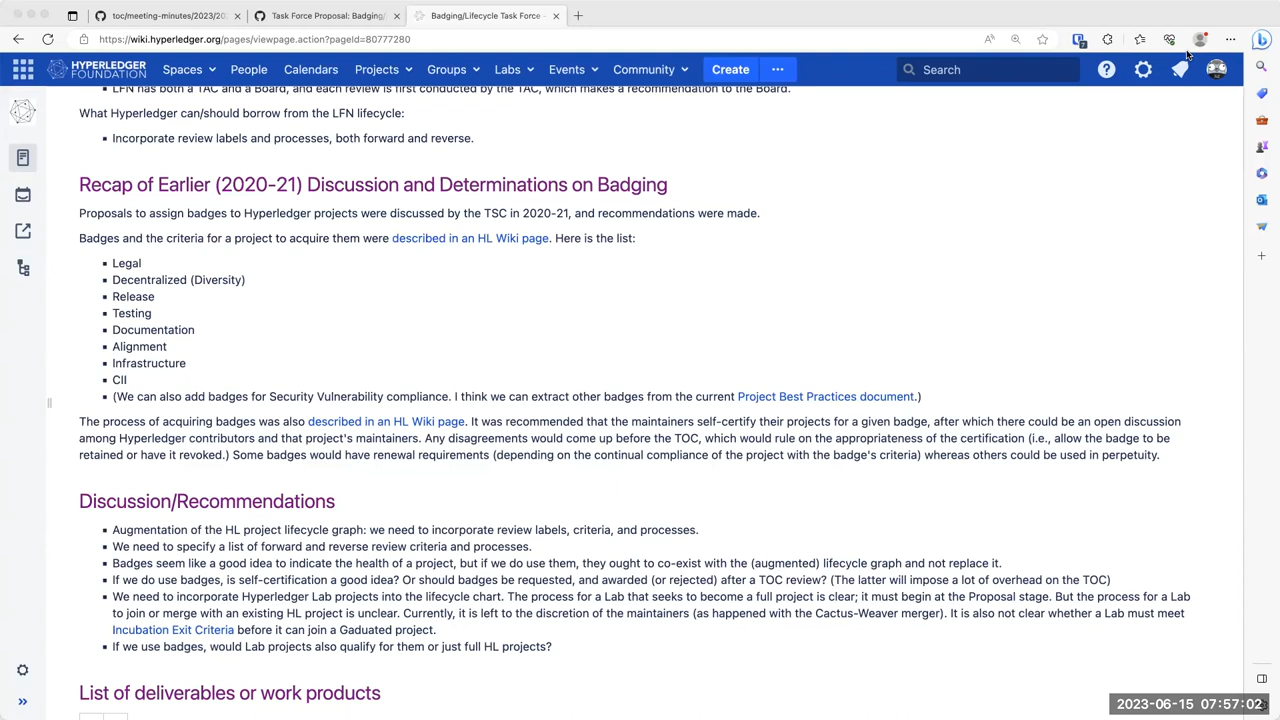 toc/meeting-minutes/2023/202
Task Force Proposal: Badging/
Badging/Lifecycle Task Force -
https://wiki.hyperledger.org/pages/viewpage.action?pageId=80777280
HYPERLEDGER
FOUNDATION
Spaces
People
Calendars
Projects
Groups
Labs
Events
Community
Create
Search
LFN has both a TAC and a Board, and each review is first conducted by the TAC, which makes a recommendation to the Board.
What Hyperledger can/should borrow from the LFN lifecycle:
Incorporate review labels and processes, both forward and reverse.
Recap of Earlier (2020-21) Discussion and Determinations on Badging
Proposals to assign badges to Hyperledger projects were discussed by the TSC in 2020-21, and recommendations were made.
Badges and the criteria for a project to acquire them were described in an HL Wiki page. Here is the list:
Legal
Decentralized (Diversity)
Release
Testing
Documentation
Alignment
Infrastructure
CII
(We can also add badges for Security Vulnerability compliance. I think we can extract other badges from the current Project Best Practices document.)
The process of acquiring badges was also described in an HL Wiki page. It was recommended that the maintainers self-certify their projects for a given badge, after which there could be an open discussion
among Hyperledger contributors and that project's maintainers. Any disagreements would come up before the TOC, which would rule on the appropriateness of the certification (i.e., allow the badge to be
retained or have it revoked.) Some badges would have renewal requirements (depending on the continual compliance of the project with the badge's criteria) whereas others could be used in perpetuity.
Discussion/Recommendations
Augmentation of the HL project lifecycle graph: we need to incorporate review labels, criteria, and processes.
We need to specify a list of forward and reverse review criteria and processes.
Badges seem like a good idea to indicate the health of a project, but if we do use them, they ought to co-exist with the (augmented) lifecycle graph and not replace it.
If we do use badges, is self-certification a good idea? Or should badges be requested, and awarded (or rejected) after a TOC review? (The latter will impose a lot of overhead on the TOC)
We need to incorporate Hyperledger Lab projects into the lifecycle chart. The process for a Lab that seeks to become a full project is clear; it must begin at the Proposal stage. But the process for a Lab
to join or merge with an existing HL project is unclear. Currently, it is left to the discretion of the maintainers (as happened with the Cactus-Weaver merger). It is also not clear whether a Lab must meet
Incubation Exit Criteria before it can join a Gaduated project.
If we use badges, would Lab projects also qualify for them or just full HL projects?
List of deliverables or work products
2023-06-15 07:57:02